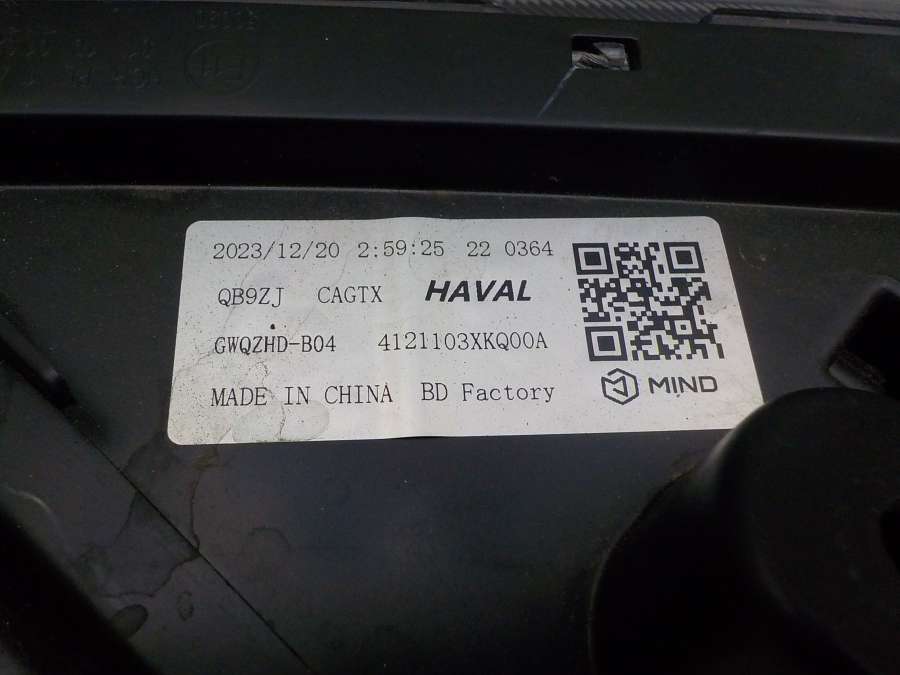 2023/12/20 2:59:25 22 0364
QB9ZJ CAGTX HAVAL
GWQZHD-B04 4121103XKQ00A
MADE IN CHINA BD Factory MIND